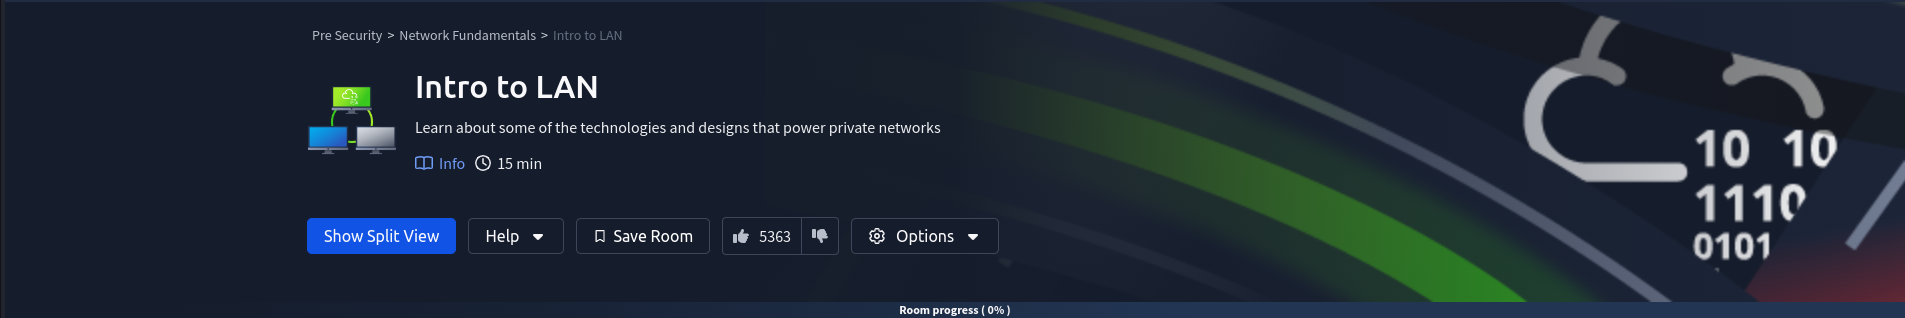 Pre Security > Network Fundamentals > Intro to LAN
Intro to LAN
Learn about some of the technologies and designs that power private networks
Info 15 min
Show Split View Help Save Room 5363 Options
10 10
1110
0101
Room progress ( 0% )